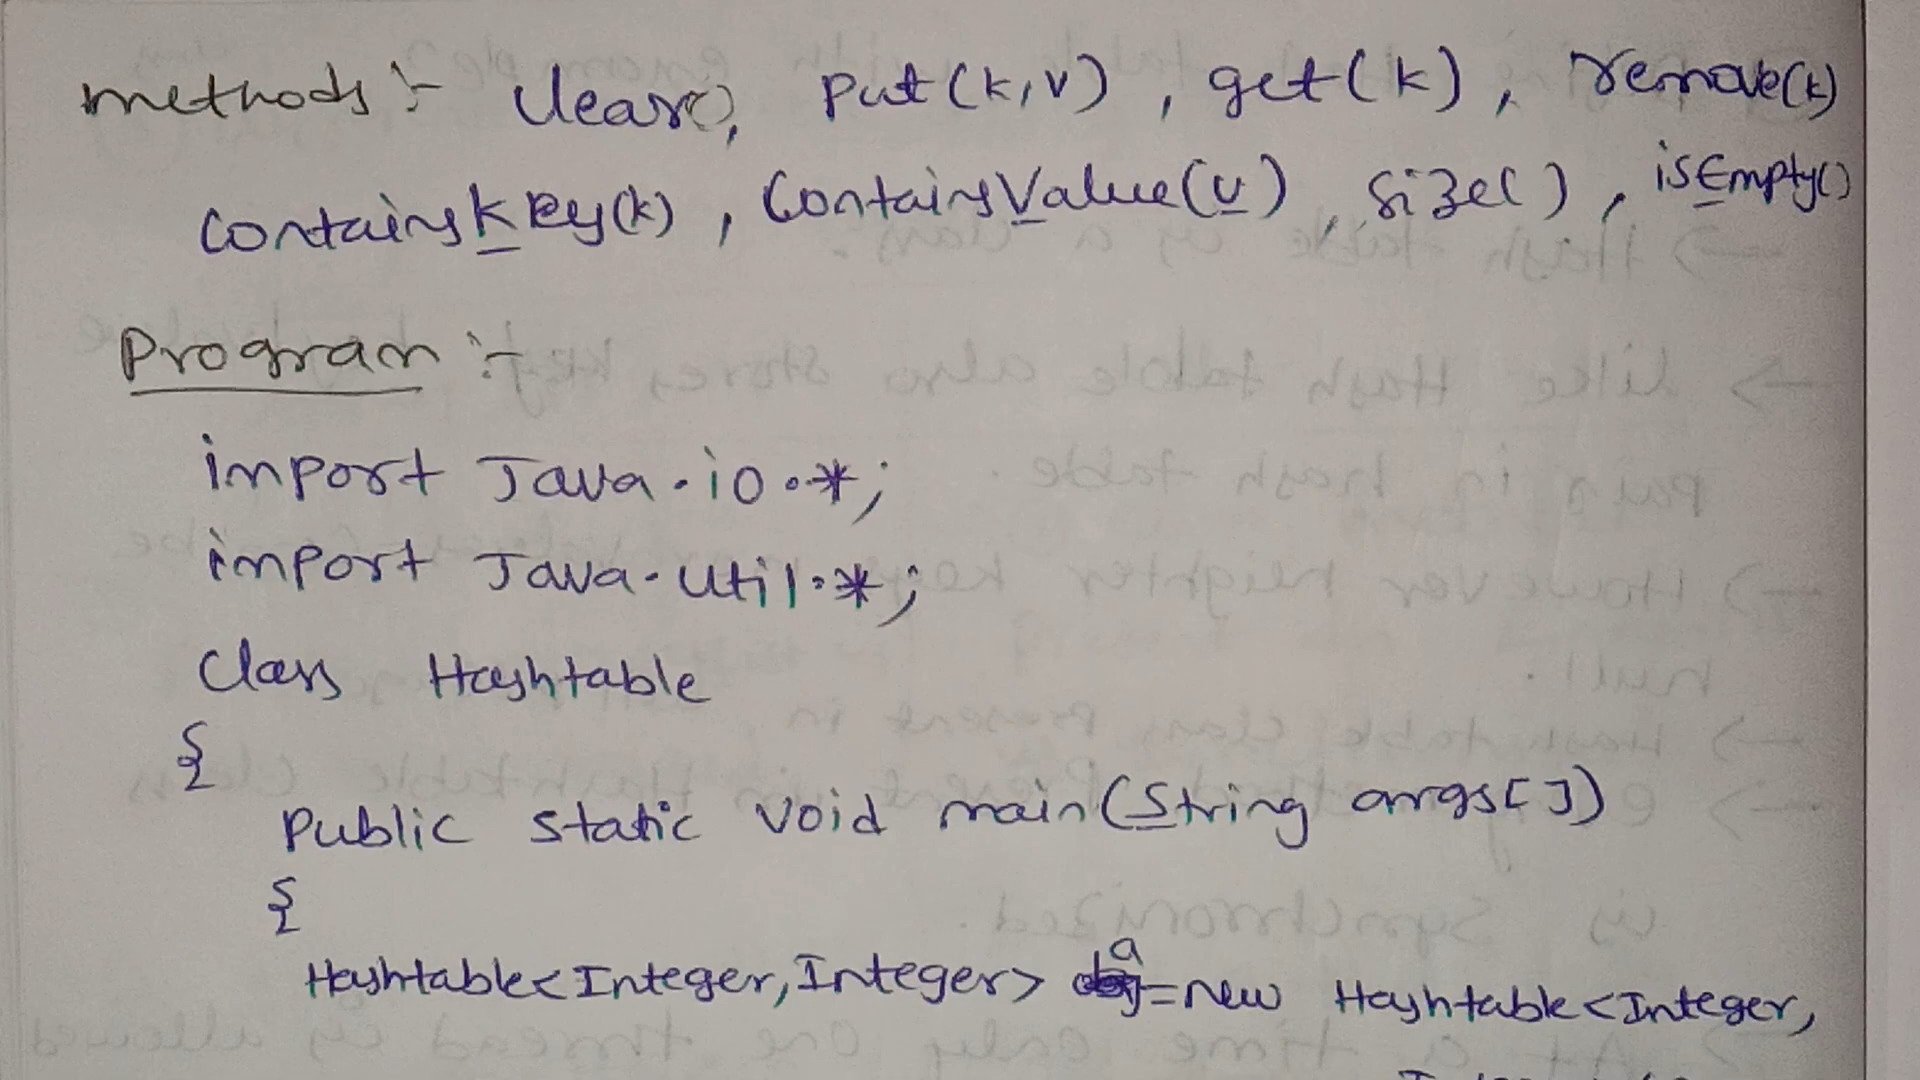 methods :- clear(), put(k,v), get(k), remove(k)
containsKey(k), ContainsValue(v), size(), isEmpty()
Program :-
import Java.io.*;
import Java.util.*;
Class Hashtable
{
Public static void main(String args[])
{
Hashtable<Integer, Integer> a = new Hashtable<Integer,